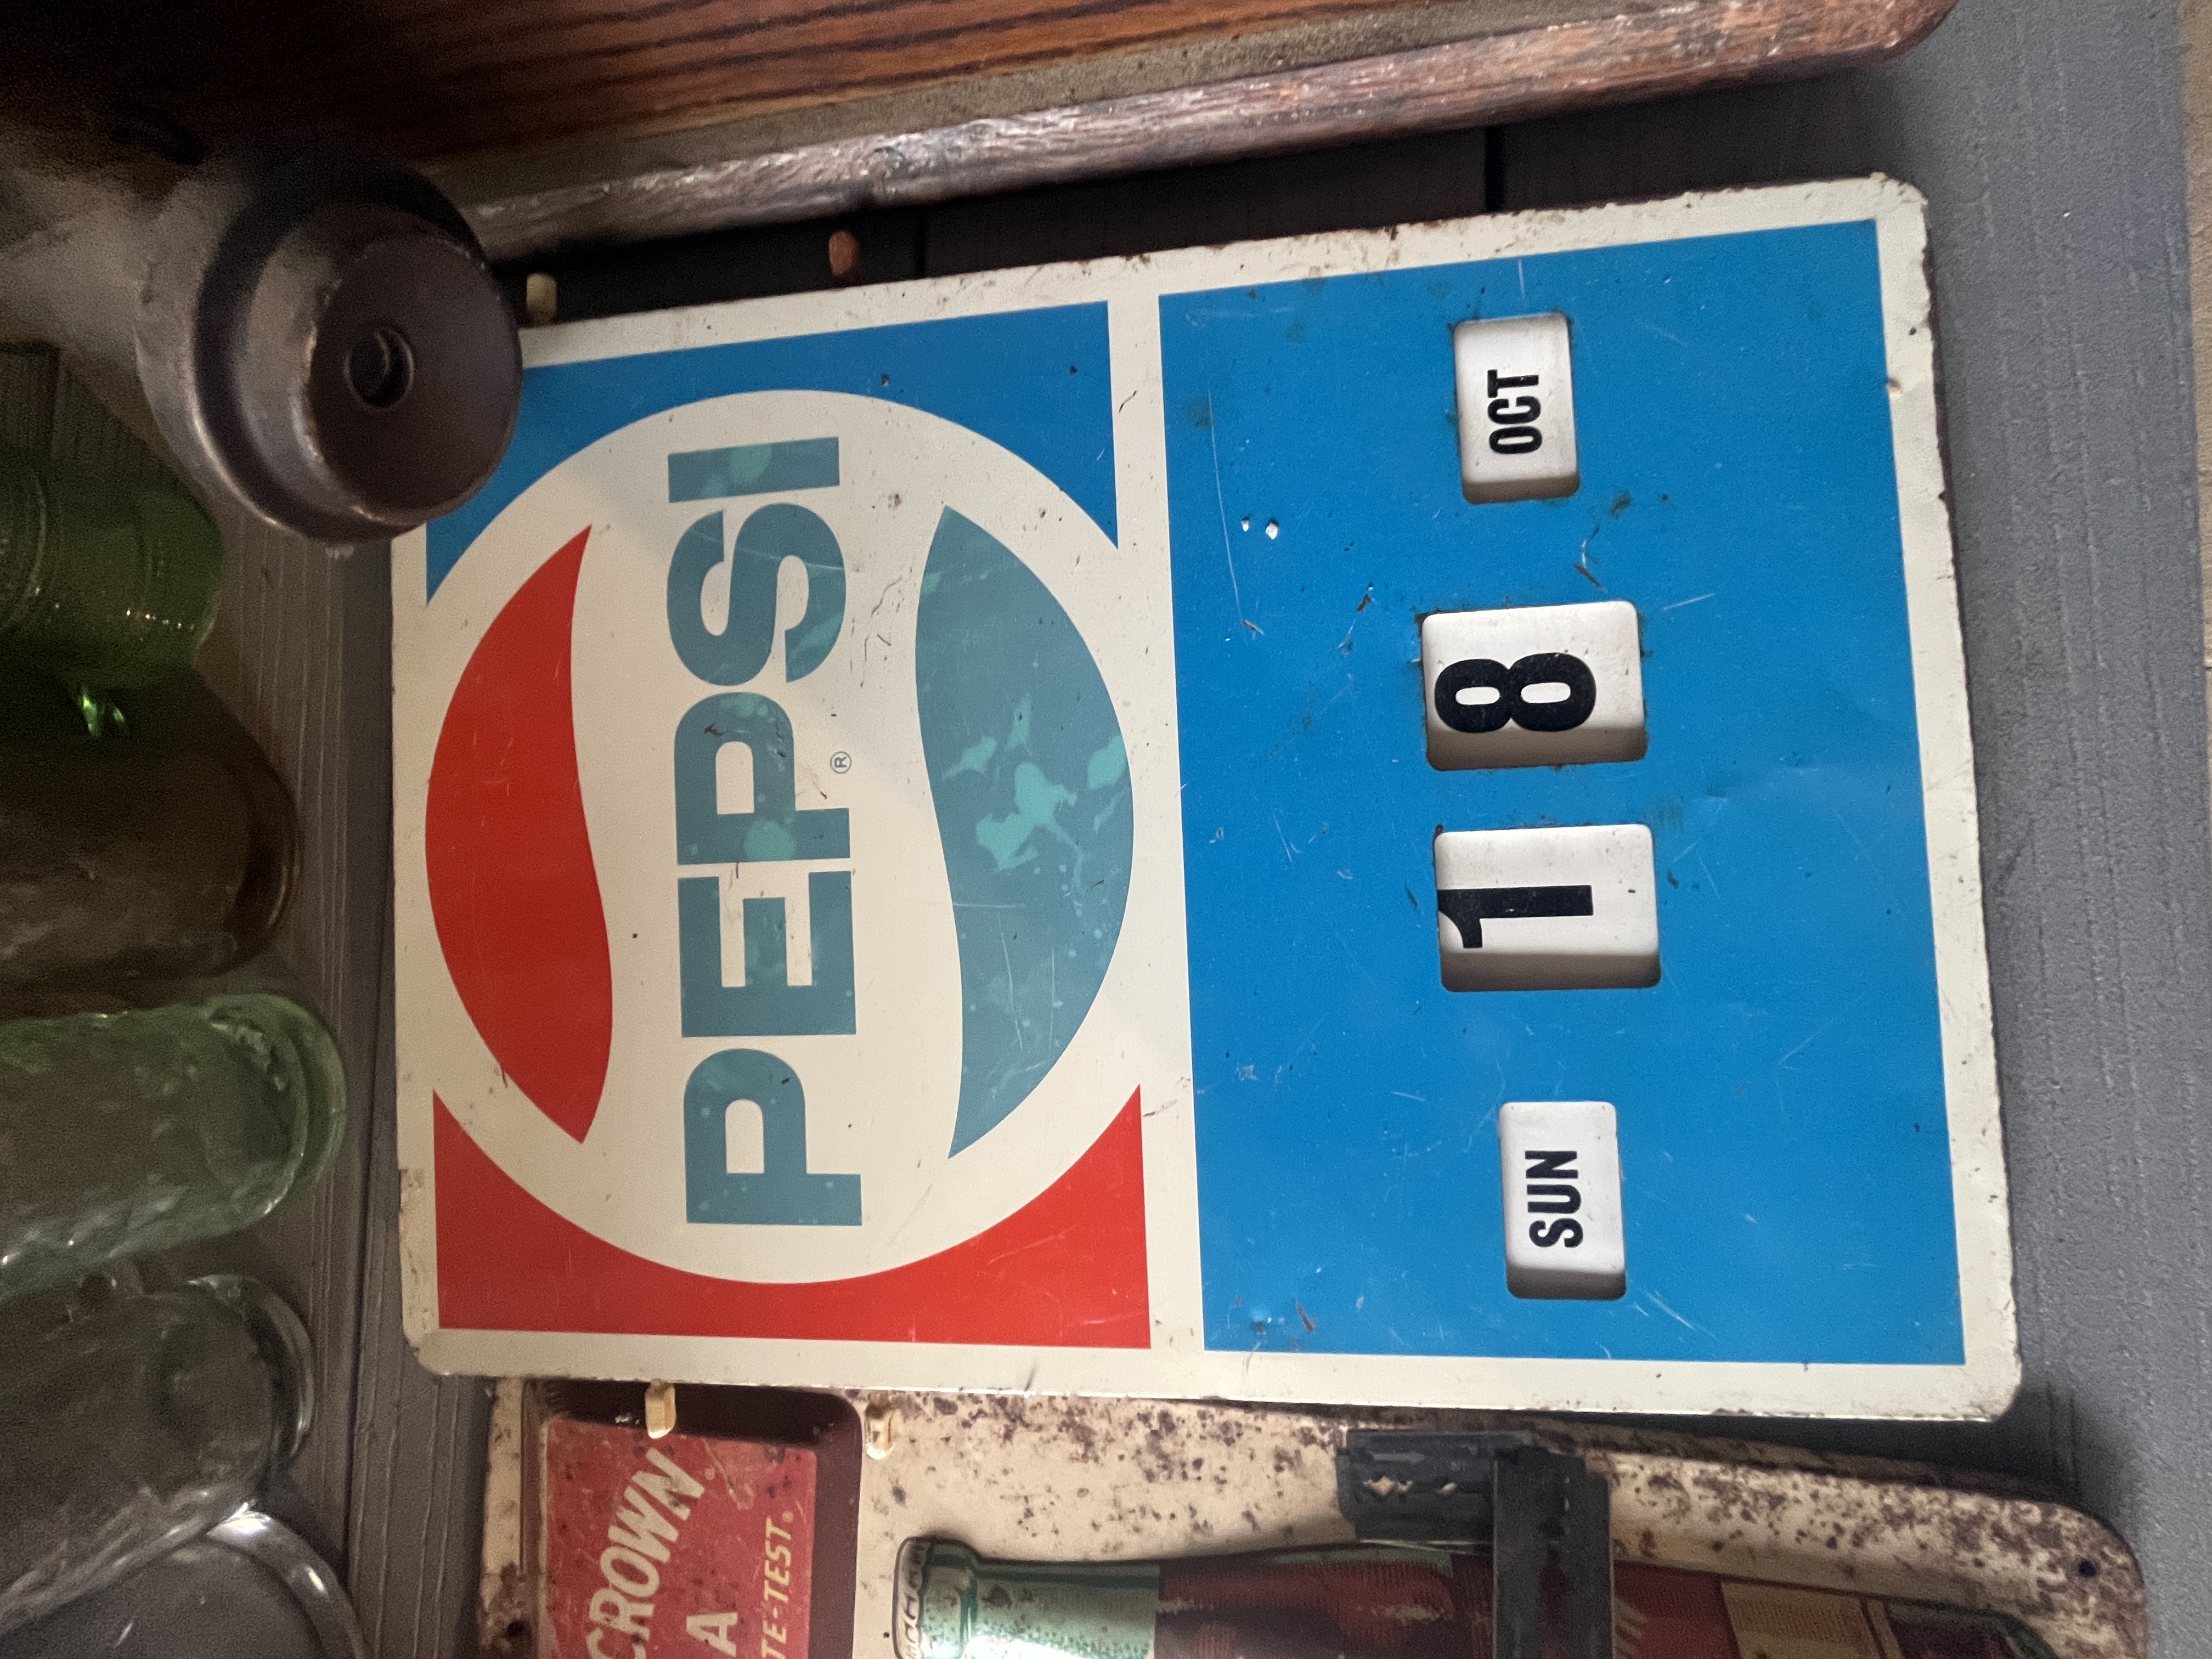 PEPSI
®
SUN 18 OCT
CROWN
A
TE-TEST.